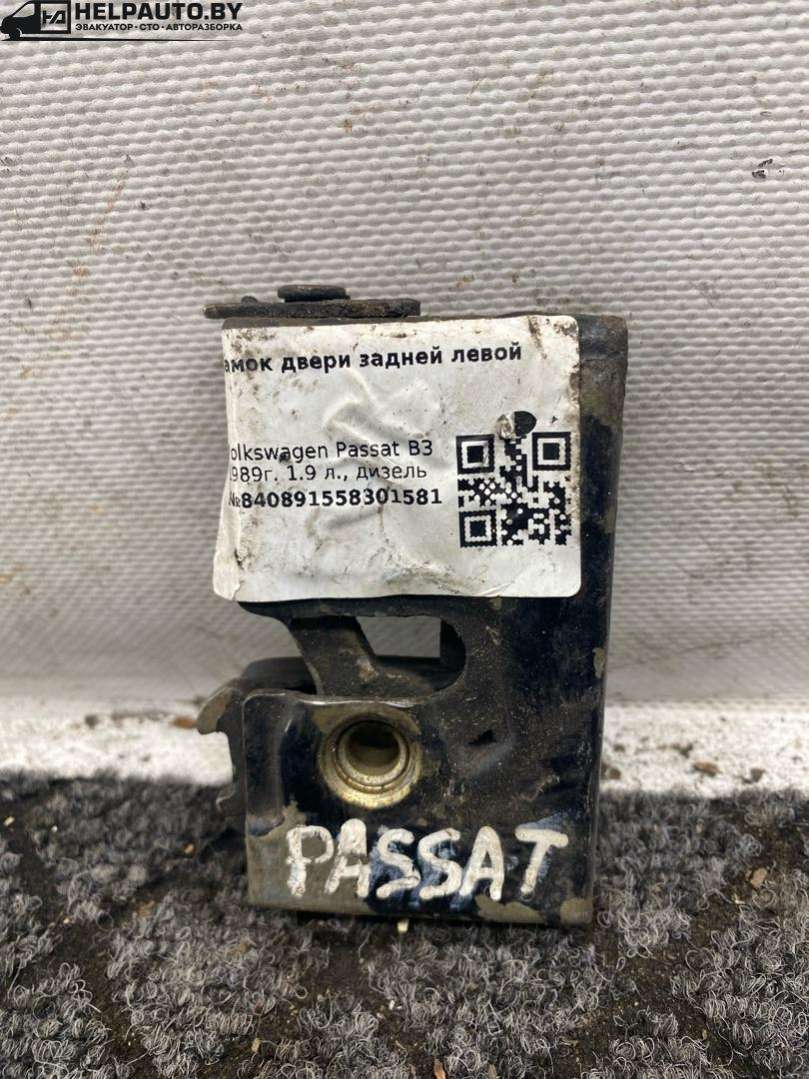 HELPAUTO.BY
ЭВАКУАТОР · СТО · АВТОРАЗБОРКА
амок двери задней левой
olkswagen Passat B3
989г. 1.9 л., дизель
№840891558301581
PASSAT